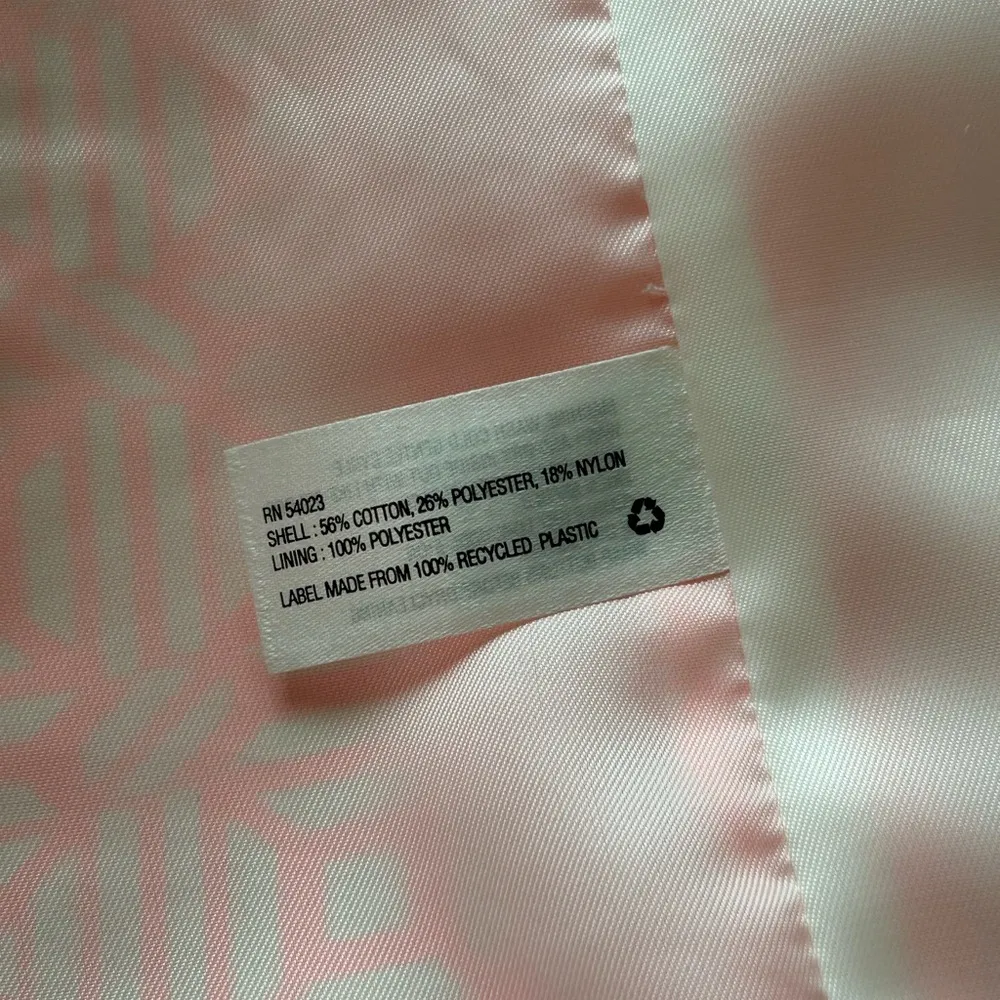 RN 54023
SHELL : 56% COTTON, 26% POLYESTER, 18% NYLON
LINING : 100% POLYESTER
LABEL MADE FROM 100% RECYCLED PLASTIC